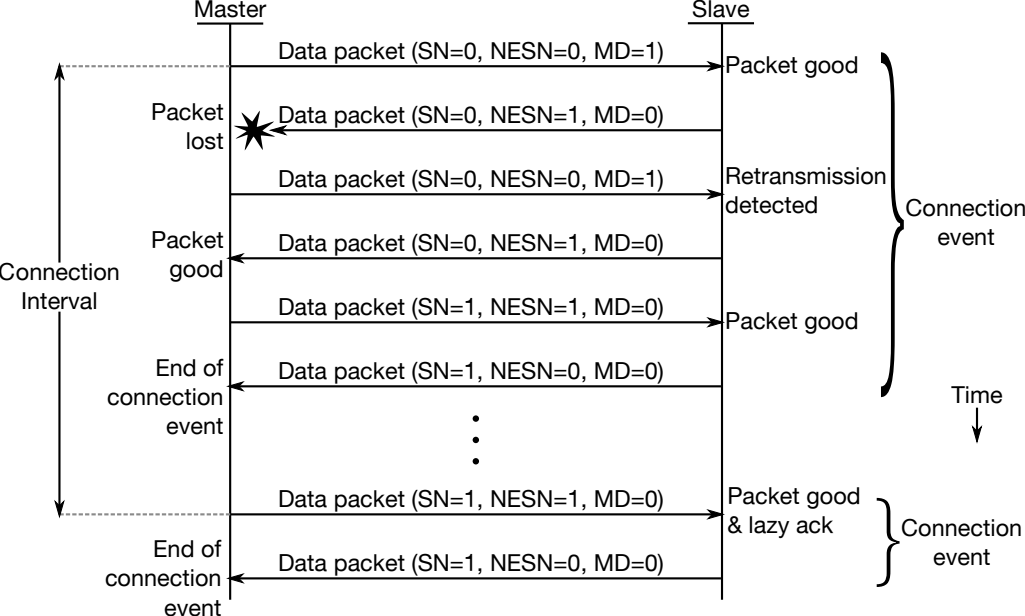 Master
Slave
Data packet (SN=0, NESN=0, MD=1)
Packet good
Packet
lost
Data packet (SN=0, NESN=1, MD=0)
Data packet (SN=0, NESN=0, MD=1)
Retransmission
detected
Connection
event
Packet
good
Data packet (SN=0, NESN=1, MD=0)
Connection
Interval
Data packet (SN=1, NESN=1, MD=0)
Packet good
End of
connection
event
Data packet (SN=1, NESN=0, MD=0)
Time
Data packet (SN=1, NESN=1, MD=0)
Packet good
& lazy ack
Connection
event
End of
connection
event
Data packet (SN=1, NESN=0, MD=0)